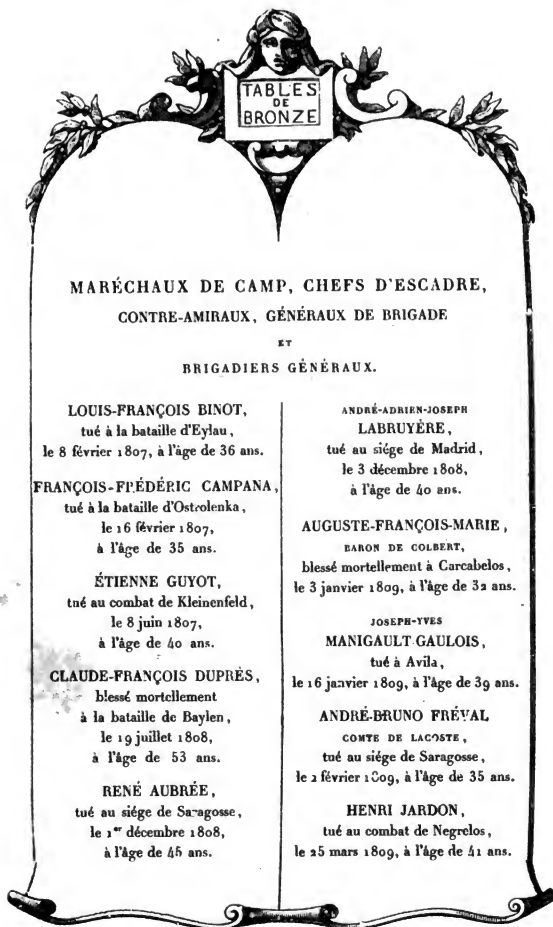 TABLES
DE
BRONZE
MARÉCHAUX DE CAMP, CHEFS D'ESCADRE,
CONTRE-AMIRAUX, GÉNÉRAUX DE BRIGADE
ET
BRIGADIERS GÉNÉRAUX.
LOUIS-FRANÇOIS BINOT,
tué à la bataille d'Eylau,
le 8 février 1807, à l'âge de 36 ans.
FRANÇOIS-FRÉDÉRIC CAMPANA,
tué à la bataille d'Ostrolenka,
le 16 février 1807,
à l'âge de 35 ans.
ÉTIENNE GUYOT,
tué au combat de Kleinenfeld,
le 8 juin 1807,
à l'âge de 40 ans.
CLAUDE-FRANÇOIS DUPRÈS,
blessé mortellement
à la bataille de Baylen,
le 19 juillet 1808,
à l'âge de 53 ans.
RENÉ AUBRÉE,
tué au siége de Saragosse,
le 1er décembre 1808,
à l'âge de 45 ans.
ANDRÉ-ADRIEN-JOSEPH
LABRUYÈRE,
tué au siége de Madrid,
le 3 décembre 1808,
à l'âge de 40 ans.
AUGUSTE-FRANÇOIS-MARIE,
BARON DE COLBERT,
blessé mortellement à Carcabelos,
le 3 janvier 1809, à l'âge de 32 ans.
JOSEPH-YVES
MANIGAULT-GAULOIS,
tué à Avila,
le 16 janvier 1809, à l'âge de 39 ans.
ANDRÉ-BRUNO FRÉVAL
COMTE DE LACOSTE,
tué au siége de Saragosse,
le 2 février 1809, à l'âge de 35 ans.
HENRI JARDON,
tué au combat de Negrelos,
le 25 mars 1809, à l'âge de 41 ans.